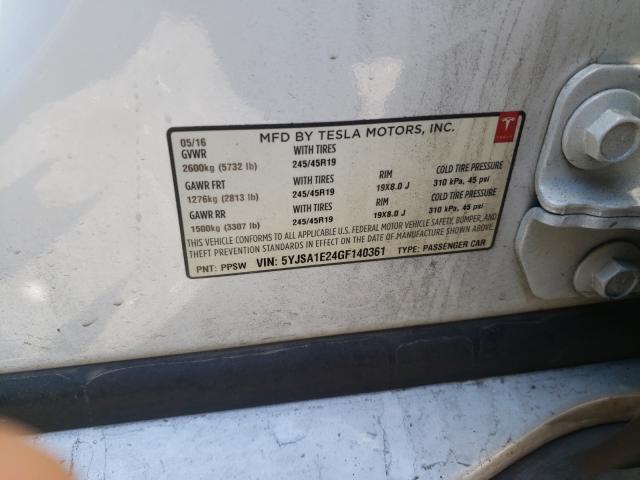 05/16 MFD BY TESLA MOTORS, INC.
GVWR WITH TIRES
2600kg (5732 lb) 245/45R19
GAWR FRT WITH TIRES RIM COLD TIRE PRESSURE
1276kg (2813 lb) 245/45R19 19X8.0 J 310 kPa, 45 psi
GAWR RR WITH TIRES RIM COLD TIRE PRESSURE
1500kg (3307 lb) 245/45R19 19X8.0 J 310 kPa, 45 psi
THIS VEHICLE CONFORMS TO ALL APPLICABLE U.S. FEDERAL MOTOR VEHICLE SAFETY, BUMPER, AND
THEFT PREVENTION STANDARDS IN EFFECT ON THE DATE OF MANUFACTURE SHOWN ABOVE.
PNT: PPSW VIN: 5YJSA1E24GF140361 TYPE: PASSENGER CAR